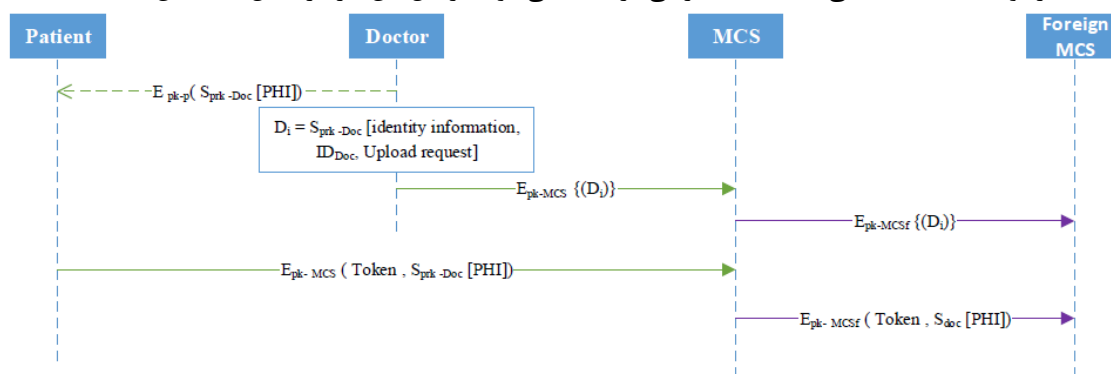 Patient
Doctor
MCS
Foreign
MCS
E pk-p( Sprk -Doc [PHI])
Di = Sprk -Doc [identity information,
IDDoc, Upload request]
Epk-MCS {(Di)}
Epk-MCSf {(Di)}
Epk- MCS ( Token , Sprk -Doc [PHI])
Epk- MCSf ( Token , Sdoc [PHI])